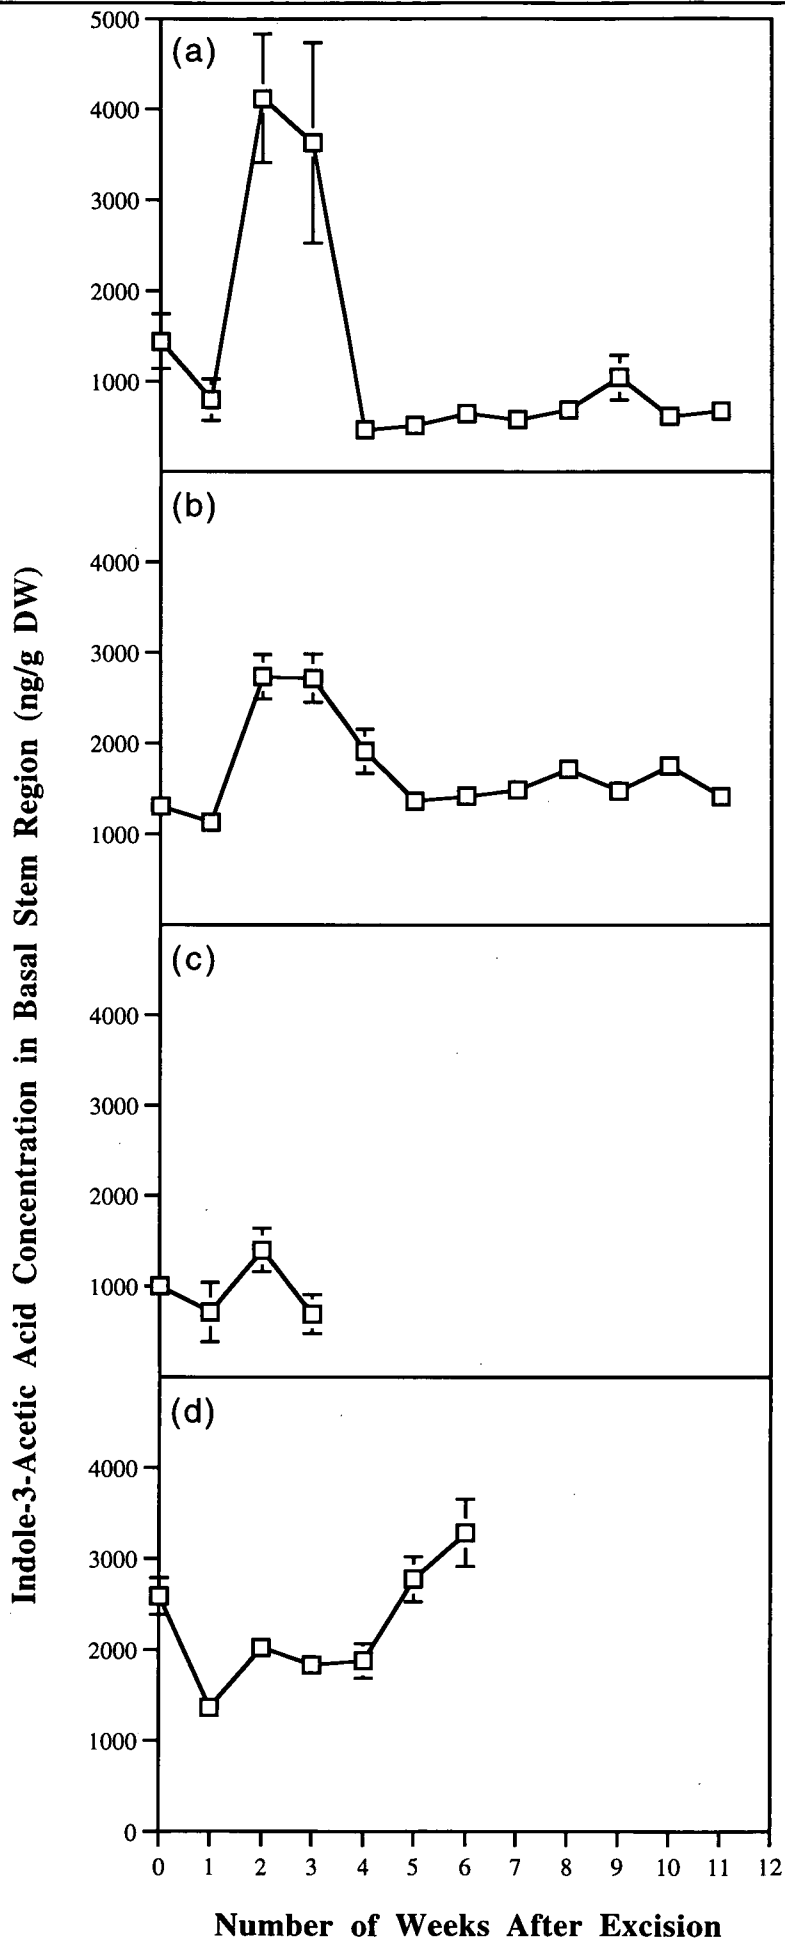 Indole-3-Acetic Acid Concentration in Basal Stem Region (ng/g DW)
(a)
5000
4000
3000
2000
1000
(b)
4000
3000
2000
1000
(c)
4000
3000
2000
1000
(d)
4000
3000
2000
1000
0
0 1 2 3 4 5 6 7 8 9 10 11 12
Number of Weeks After Excision